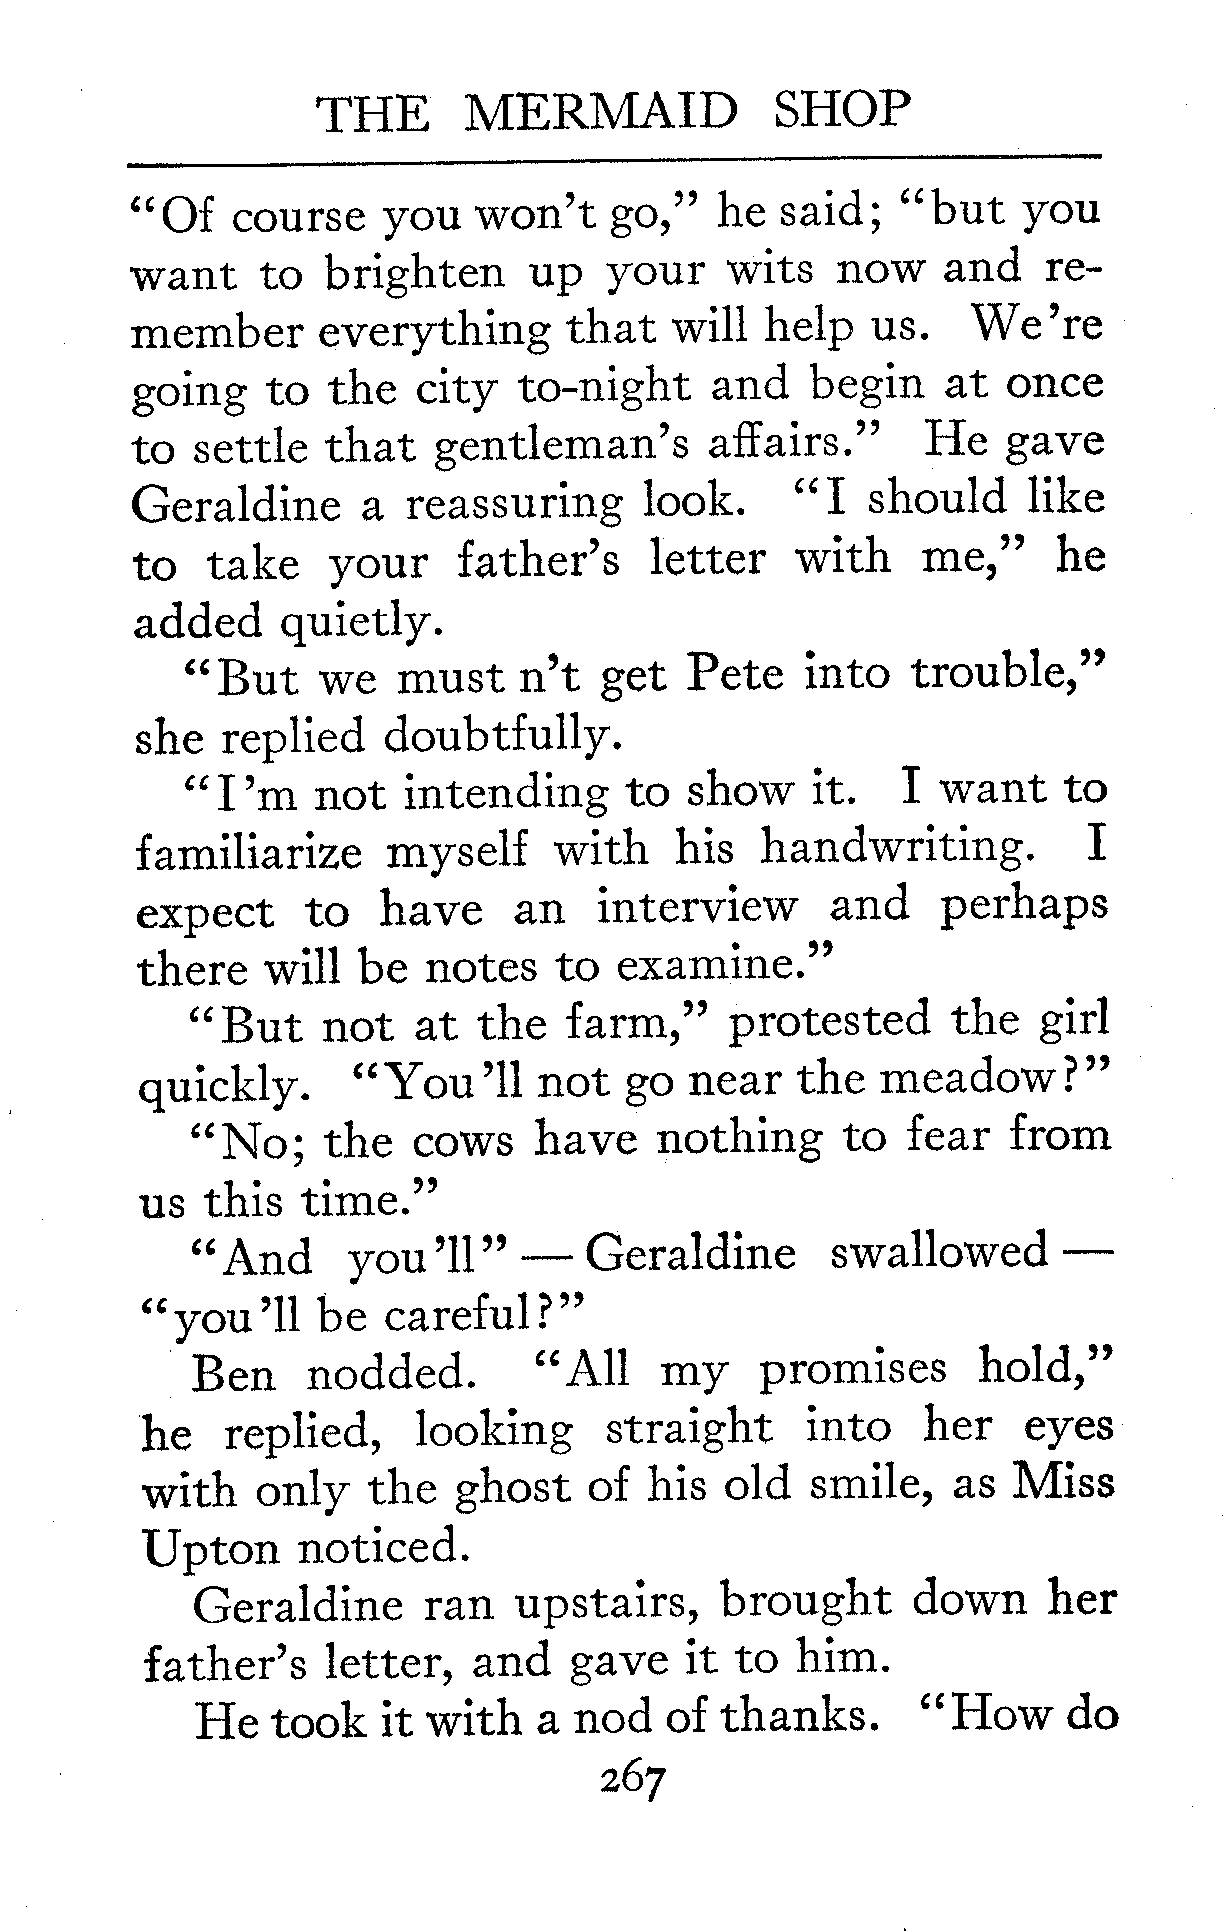 THE MERMAID SHOP
"Of course you won't go," he said; "but you
want to brighten up your wits now and re-
member everything that will help us. We're
going to the city to-night and begin at once
to settle that gentleman's affairs." He gave
Geraldine a reassuring look. "I should like
to take your father's letter with me," he
added quietly.
"But we must n't get Pete into trouble,"
she replied doubtfully.
"I'm not intending to show it. I want to
familiarize myself with his handwriting. I
expect to have an interview and perhaps
there will be notes to examine."
"But not at the farm," protested the girl
quickly. "You'll not go near the meadow?"
"No; the cows have nothing to fear from
us this time."
"And you'll" — Geraldine swallowed —
"you'll be careful?"
Ben nodded. "All my promises hold,"
he replied, looking straight into her eyes
with only the ghost of his old smile, as Miss
Upton noticed.
Geraldine ran upstairs, brought down her
father's letter, and gave it to him.
He took it with a nod of thanks. "How do
267